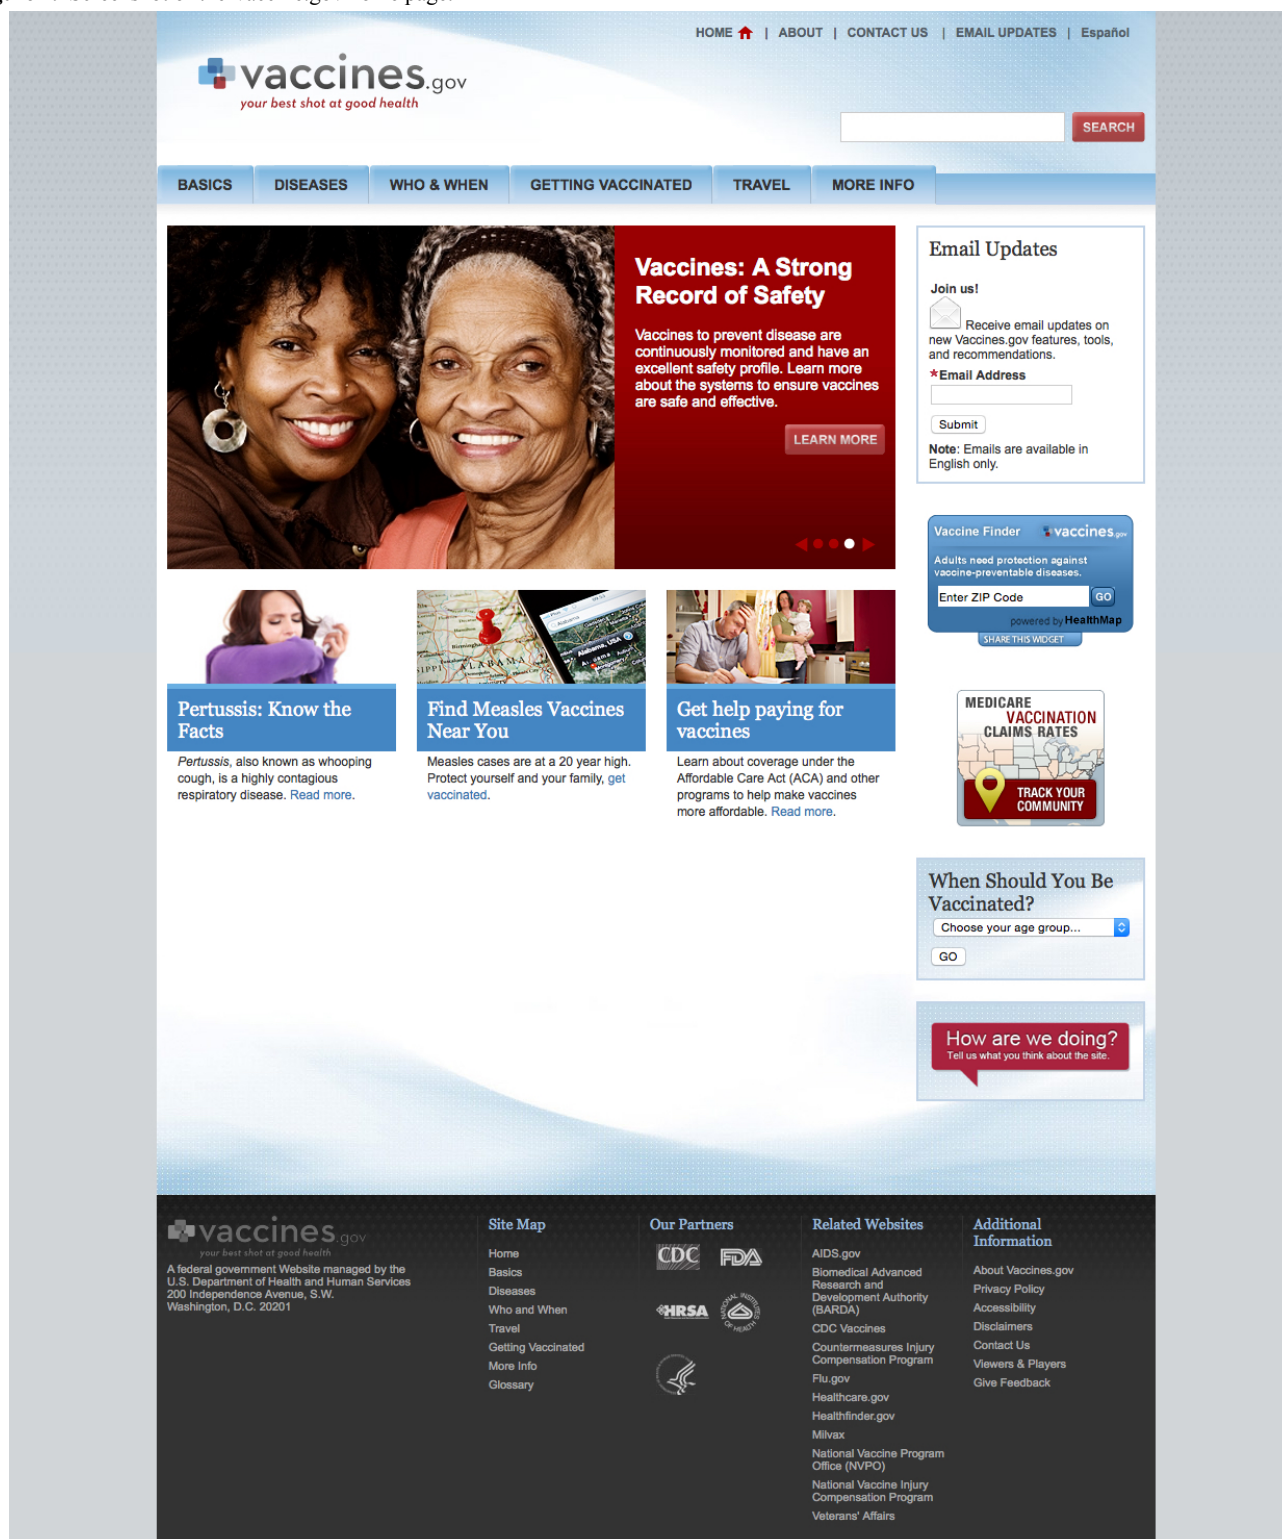 HOME | ABOUT | CONTACT US | EMAIL UPDATES | Español
vaccines.gov
your best shot at good health
SEARCH
BASICS DISEASES WHO & WHEN GETTING VACCINATED TRAVEL MORE INFO
Vaccines: A Strong
Record of Safety
Vaccines to prevent disease are
continuously monitored and have an
excellent safety profile. Learn more
about the systems to ensure vaccines
are safe and effective.
LEARN MORE
Email Updates
Join us!
Receive email updates on
new Vaccines.gov features, tools,
and recommendations.
*Email Address
Submit
Note: Emails are available in
English only.
Vaccine Finder vaccines.gov
Adults need protection against
vaccine-preventable diseases.
Enter ZIP Code GO
powered by HealthMap
SHARE THIS WIDGET
ALABAMA
Alabama, USA
Pertussis: Know the
Facts
Pertussis, also known as whooping
cough, is a highly contagious
respiratory disease. Read more.
Find Measles Vaccines
Near You
Measles cases are at a 20 year high.
Protect yourself and your family, get
vaccinated.
Get help paying for
vaccines
Learn about coverage under the
Affordable Care Act (ACA) and other
programs to help make vaccines
more affordable. Read more.
MEDICARE
VACCINATION
CLAIMS RATES
TRACK YOUR
COMMUNITY
When Should You Be
Vaccinated?
Choose your age group...
GO
How are we doing?
Tell us what you think about the site.
vaccines.gov
your best shot at good health
A federal government Website managed by the
U.S. Department of Health and Human Services
200 Independence Avenue, S.W.
Washington, D.C. 20201
Site Map
Home
Basics
Diseases
Who and When
Travel
Getting Vaccinated
More Info
Glossary
Our Partners
CDC FDA
HRSA NATIONAL INSTITUTES OF HEALTH
Related Websites
AIDS.gov
Biomedical Advanced
Research and
Development Authority
(BARDA)
CDC Vaccines
Countermeasures Injury
Compensation Program
Flu.gov
Healthcare.gov
Healthfinder.gov
Milvax
National Vaccine Program
Office (NVPO)
National Vaccine Injury
Compensation Program
Veterans' Affairs
Additional
Information
About Vaccines.gov
Privacy Policy
Accessibility
Disclaimers
Contact Us
Viewers & Players
Give Feedback